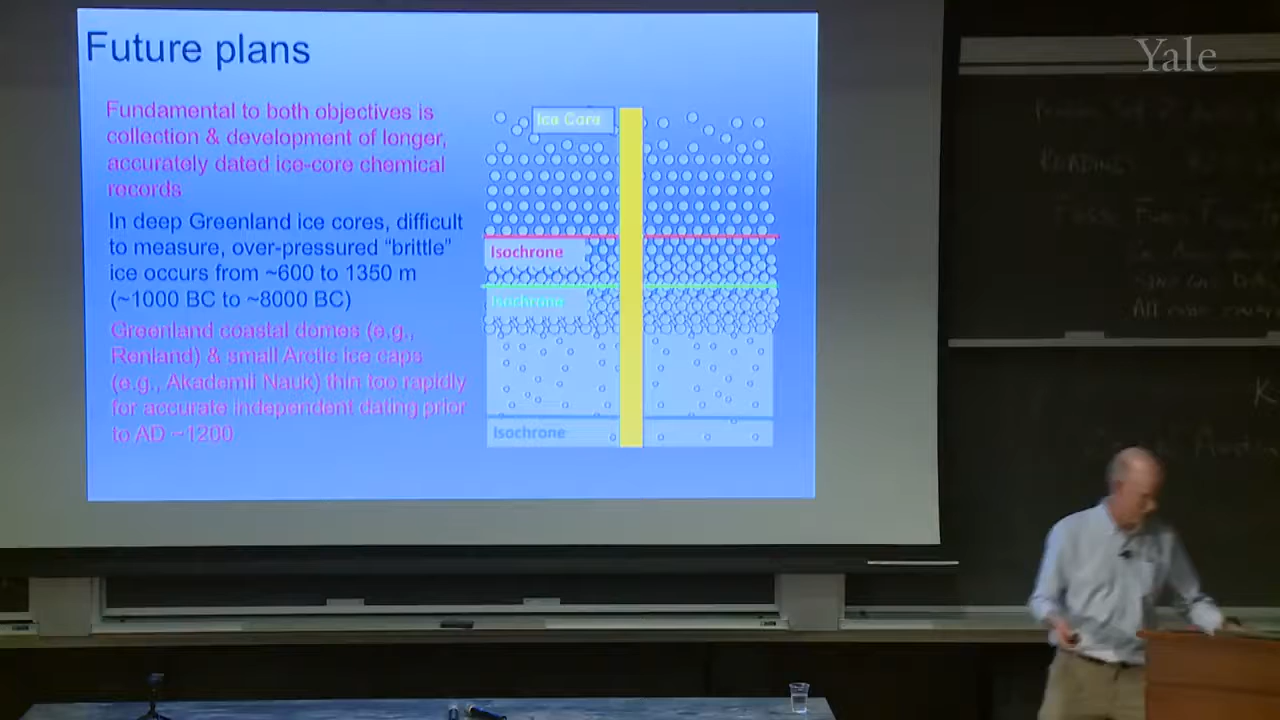 Future plans
Fundamental to both objectives is
collection & development of longer,
accurately dated ice-core chemical
records
In deep Greenland ice cores, difficult
to measure, over-pressured “brittle”
ice occurs from ~600 to 1350 m
(~1000 BC to ~8000 BC)
Greenland coastal domes (e.g.,
Renland) & small Arctic ice caps
(e.g., Akademii Nauk) thin too rapidly
for accurate independent dating prior
to AD ~1200
Ice Core
Isochrone
Isochrone
Isochrone
Yale